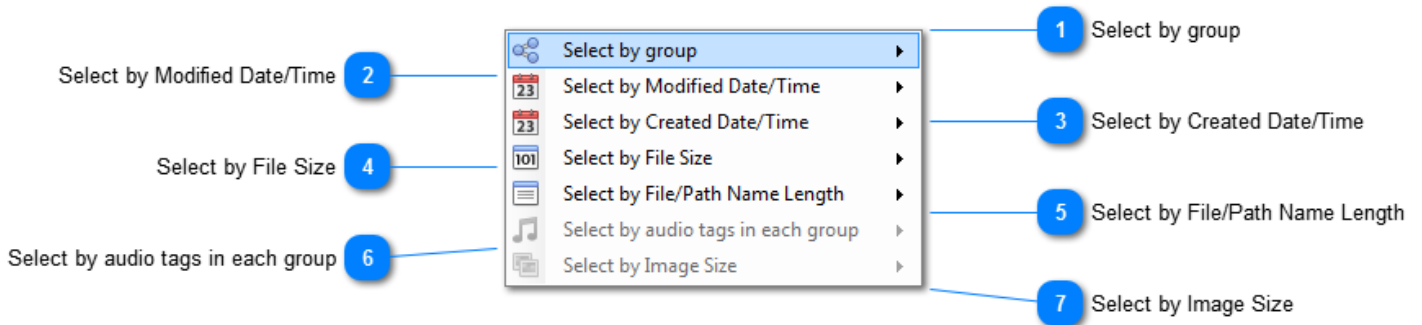 1 Select by group
Select by Modified Date/Time 2
3 Select by Created Date/Time
Select by File Size 4
5 Select by File/Path Name Length
Select by audio tags in each group 6
7 Select by Image Size
Select by group
23 Select by Modified Date/Time
23 Select by Created Date/Time
101 Select by File Size
Select by File/Path Name Length
Select by audio tags in each group
Select by Image Size